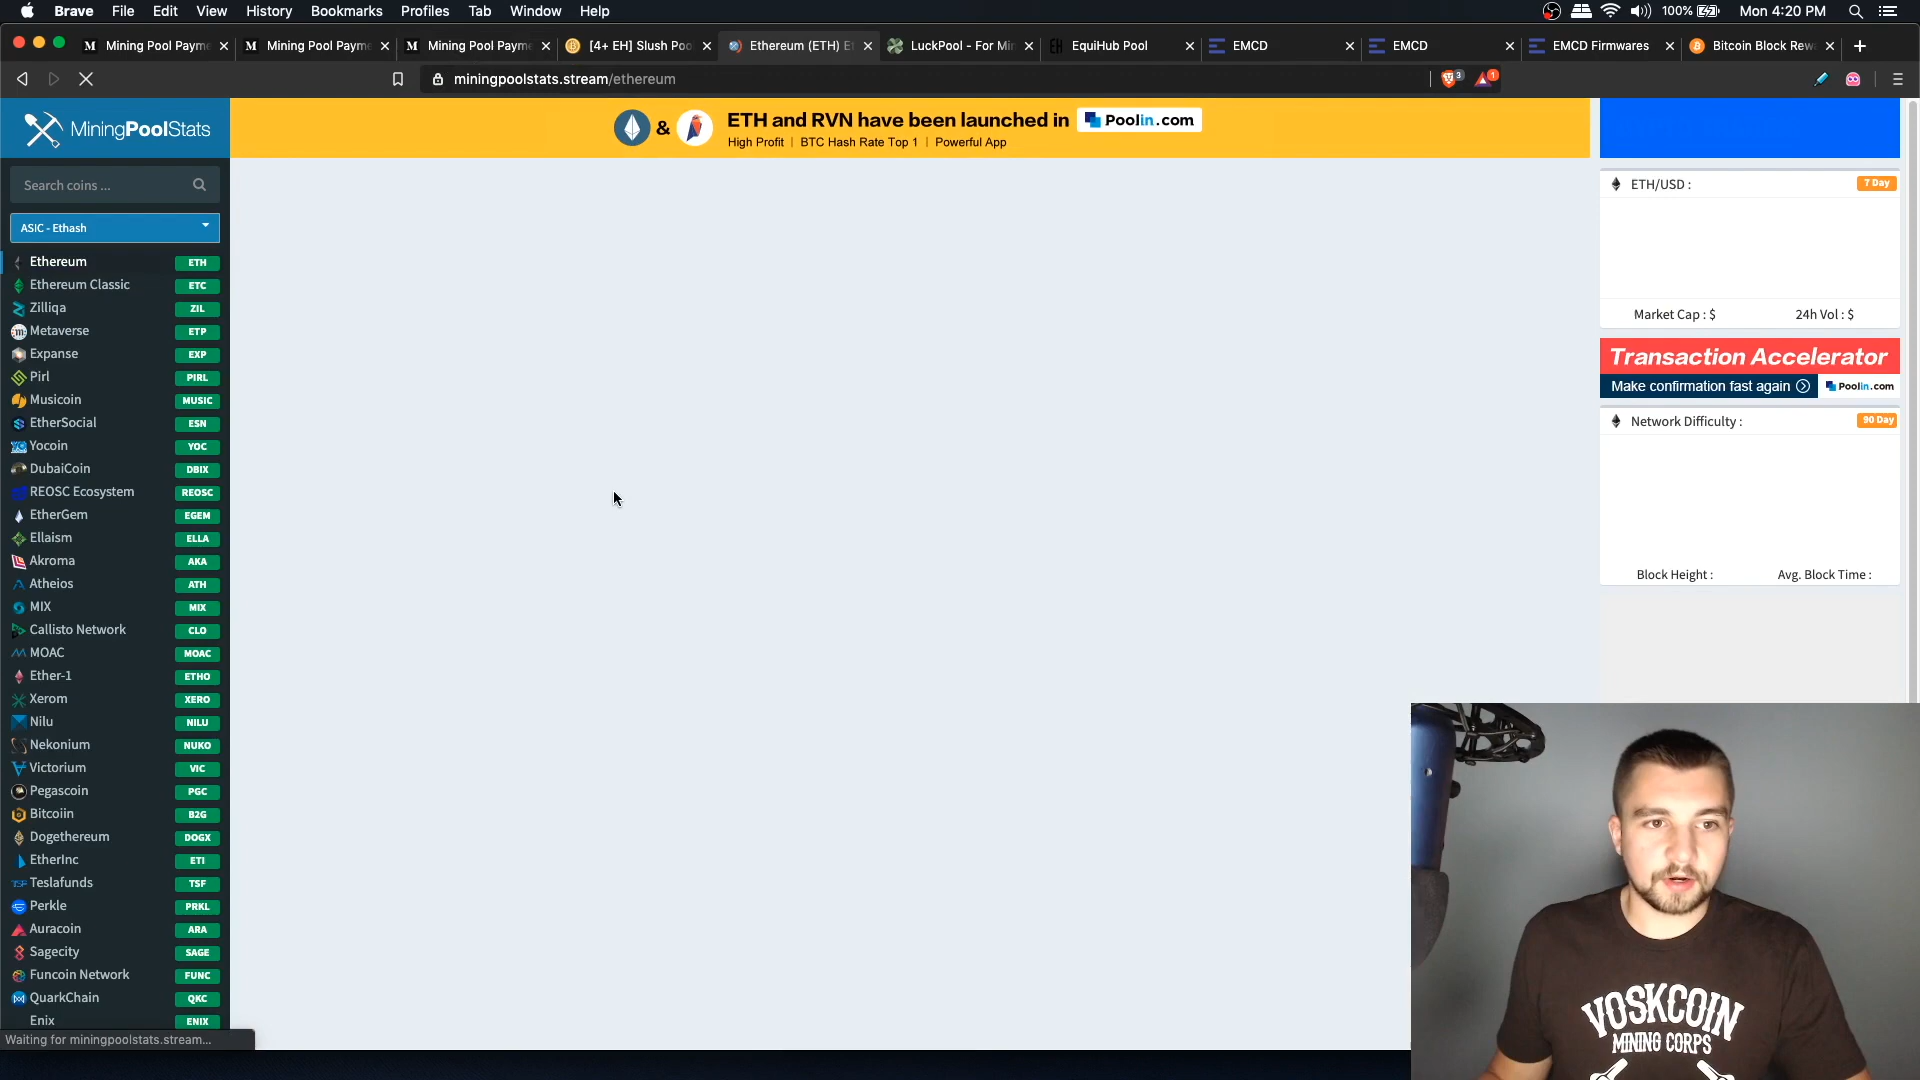 Brave File Edit View History Bookmarks Profiles Tab Window Help
100% Mon 4:20 PM
Mining Pool Payme
Mining Pool Payme
Mining Pool Payme
[4+ EH] Slush Poo
Ethereum (ETH) E
LuckPool - For Mi
EquiHub Pool
EMCD
EMCD
EMCD Firmwares
Bitcoin Block Rew
miningpoolstats.stream/ethereum
3
1
MiningPoolStats
ETH and RVN have been launched in Poolin.com
&
High Profit | BTC Hash Rate Top 1 | Powerful App
Search coins ...
ASIC - Ethash
Ethereum ETH
Ethereum Classic ETC
Zilliqa ZIL
Metaverse ETP
Expanse EXP
Pirl PIRL
Musicoin MUSIC
EtherSocial ESN
Yocoin YOC
DubaiCoin DBIX
REOSC Ecosystem REOSC
EtherGem EGEM
Ellaism ELLA
Akroma AKA
Atheios ATH
MIX MIX
Callisto Network CLO
MOAC MOAC
Ether-1 ETHO
Xerom XERO
Nilu NILU
Nekonium NUKO
Victorium VIC
Pegascoin PGC
Bitcoiin B2G
Dogethereum DOGX
EtherInc ETI
TSF Teslafunds TSF
Perkle PRKL
Auracoin ARA
Sagecity SAGE
Funcoin Network FUNC
QuarkChain QKC
Enix ENIX
Waiting for miningpoolstats.stream...
ETH/USD : 7 Day
Market Cap : $ 24h Vol : $
Transaction Accelerator
Make confirmation fast again Poolin.com
Network Difficulty : 90 Day
Block Height : Avg. Block Time :
VOSKCOIN
MINING CORPS